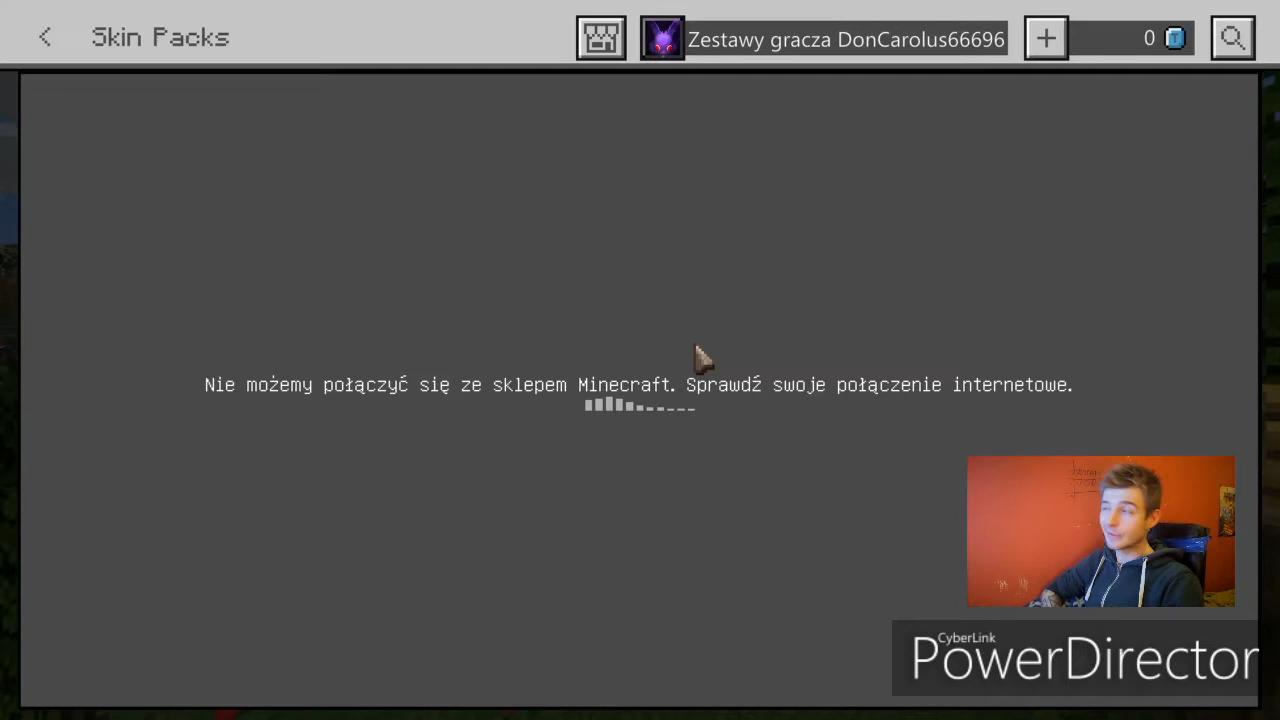 Skin Packs
Zestawy gracza DonCarolus66696
0
Nie możemy połączyć się ze sklepem Minecraft. Sprawdź swoje połączenie internetowe.
CyberLink
PowerDirector